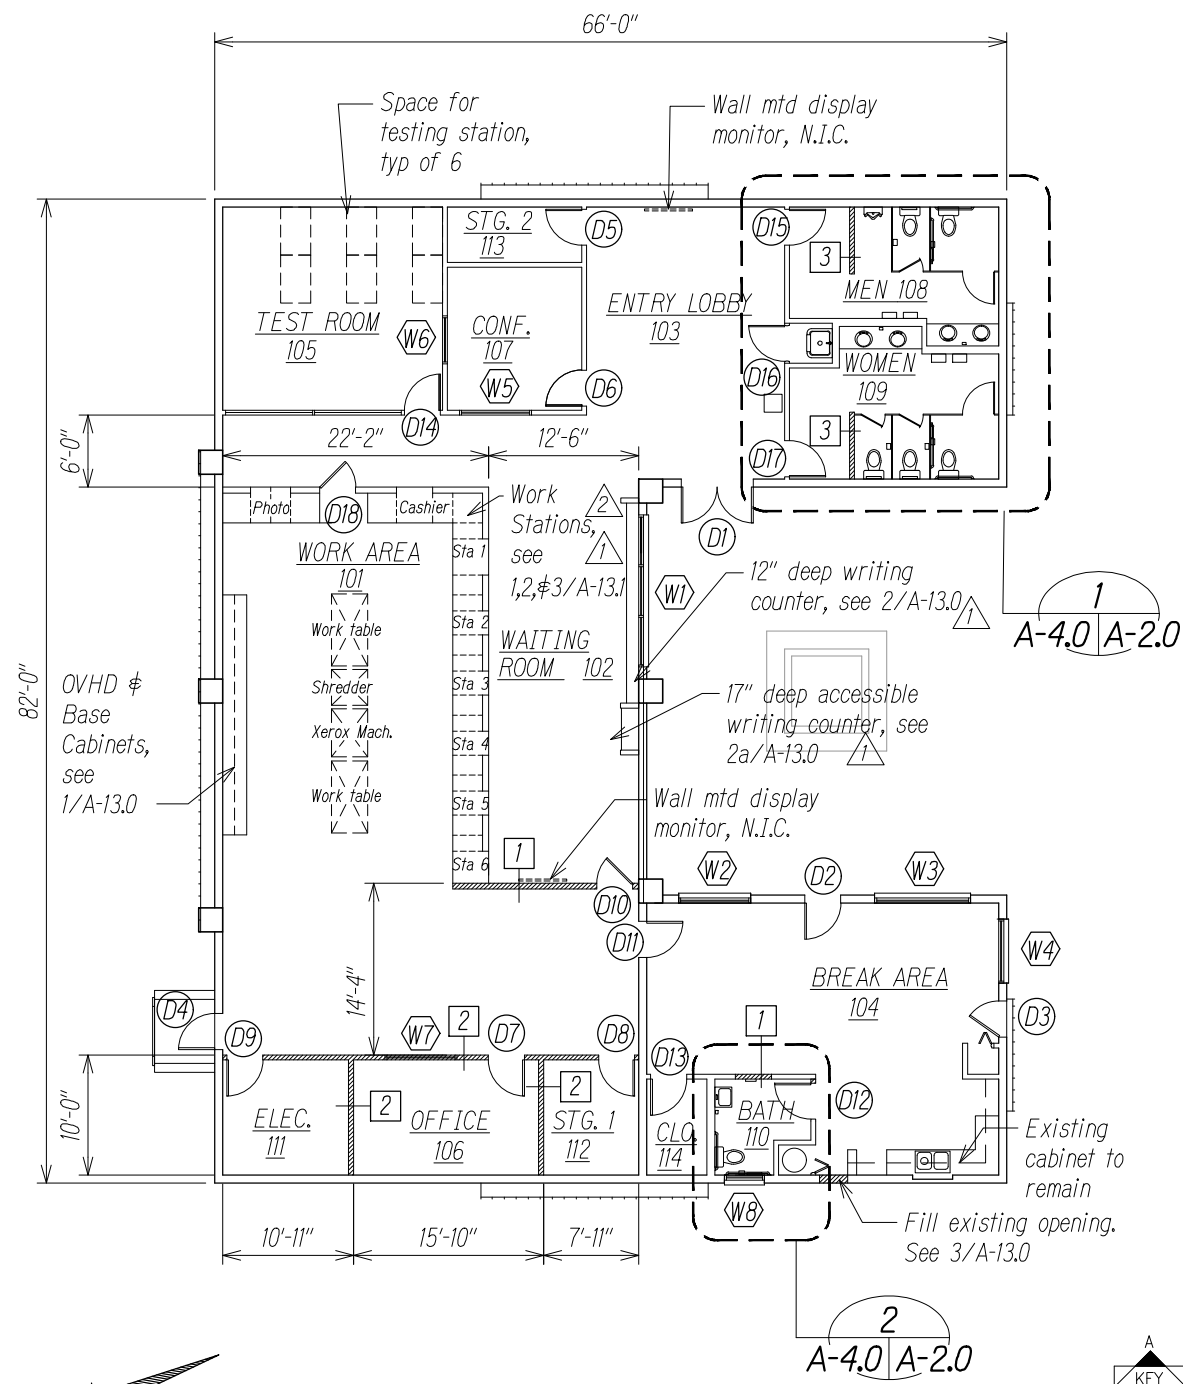 66'-0"
Space for
testing station,
typ of 6
Wall mtd display
monitor, N.I.C.
STG. 2
113
D5
D15
3
MEN 108
ENTRY LOBBY
103
TEST ROOM
105
W6
CONF.
107
W5
D6
D16
WOMEN
109
D14
3
D17
6'-0"
22'-2"
12'-6"
Photo
D18
Cashier
Work
Stations,
see
1,2,&3/A-13.1
2
1
D1
WORK AREA
101
Sta 1
Sta 2
Sta 3
Sta 4
Sta 5
Sta 6
Work table
Shredder
Xerox Mach.
Work table
WAITING
ROOM 102
W1
12" deep writing
counter, see 2/A-13.0
1
1
A-4.0 A-2.0
82'-0"
OVHD &
Base
Cabinets,
see
1/A-13.0
17" deep accessible
writing counter, see
2a/A-13.0
1
Wall mtd display
monitor, N.I.C.
1
W2
D2
W3
D10
D11
W4
14'-4"
BREAK AREA
104
D4
D3
D9
W7
2
D7
D8
D13
1
D12
10'-0"
ELEC.
111
2
OFFICE
106
2
STG. 1
112
CLO.
114
BATH
110
Existing
cabinet to
remain
W8
Fill existing opening.
See 3/A-13.0
10'-11"
15'-10"
7'-11"
2
A-4.0 A-2.0
A
KEY